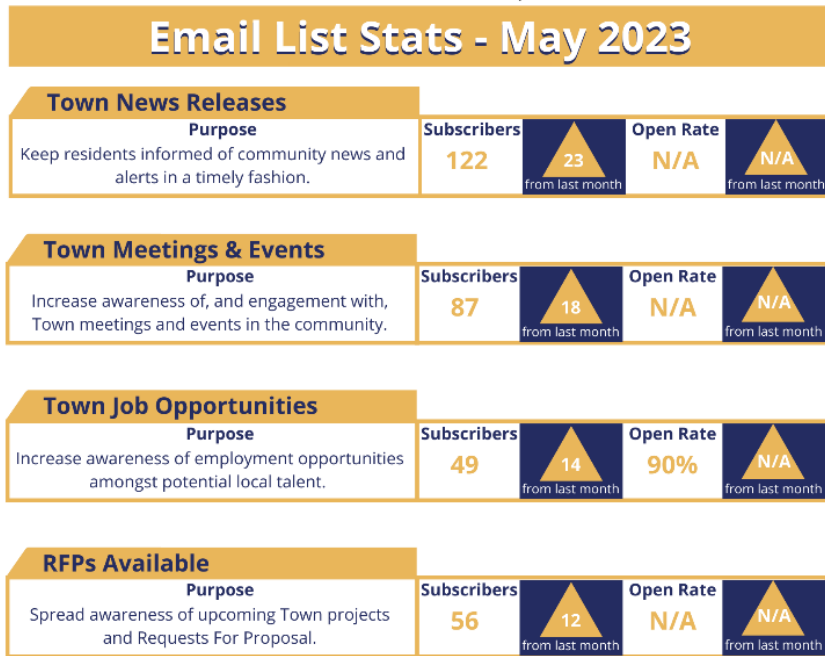 Email List Stats - May 2023
Town News Releases
Purpose
Keep residents informed of community news and
alerts in a timely fashion.
Subscribers
122
23
from last month
Open Rate
N/A
N/A
from last month
Town Meetings & Events
Purpose
Increase awareness of, and engagement with,
Town meetings and events in the community.
Subscribers
87
18
from last month
Open Rate
N/A
N/A
from last month
Town Job Opportunities
Purpose
Increase awareness of employment opportunities
amongst potential local talent.
Subscribers
49
14
from last month
Open Rate
90%
N/A
from last month
RFPs Available
Purpose
Spread awareness of upcoming Town projects
and Requests For Proposal.
Subscribers
56
12
from last month
Open Rate
N/A
N/A
from last month